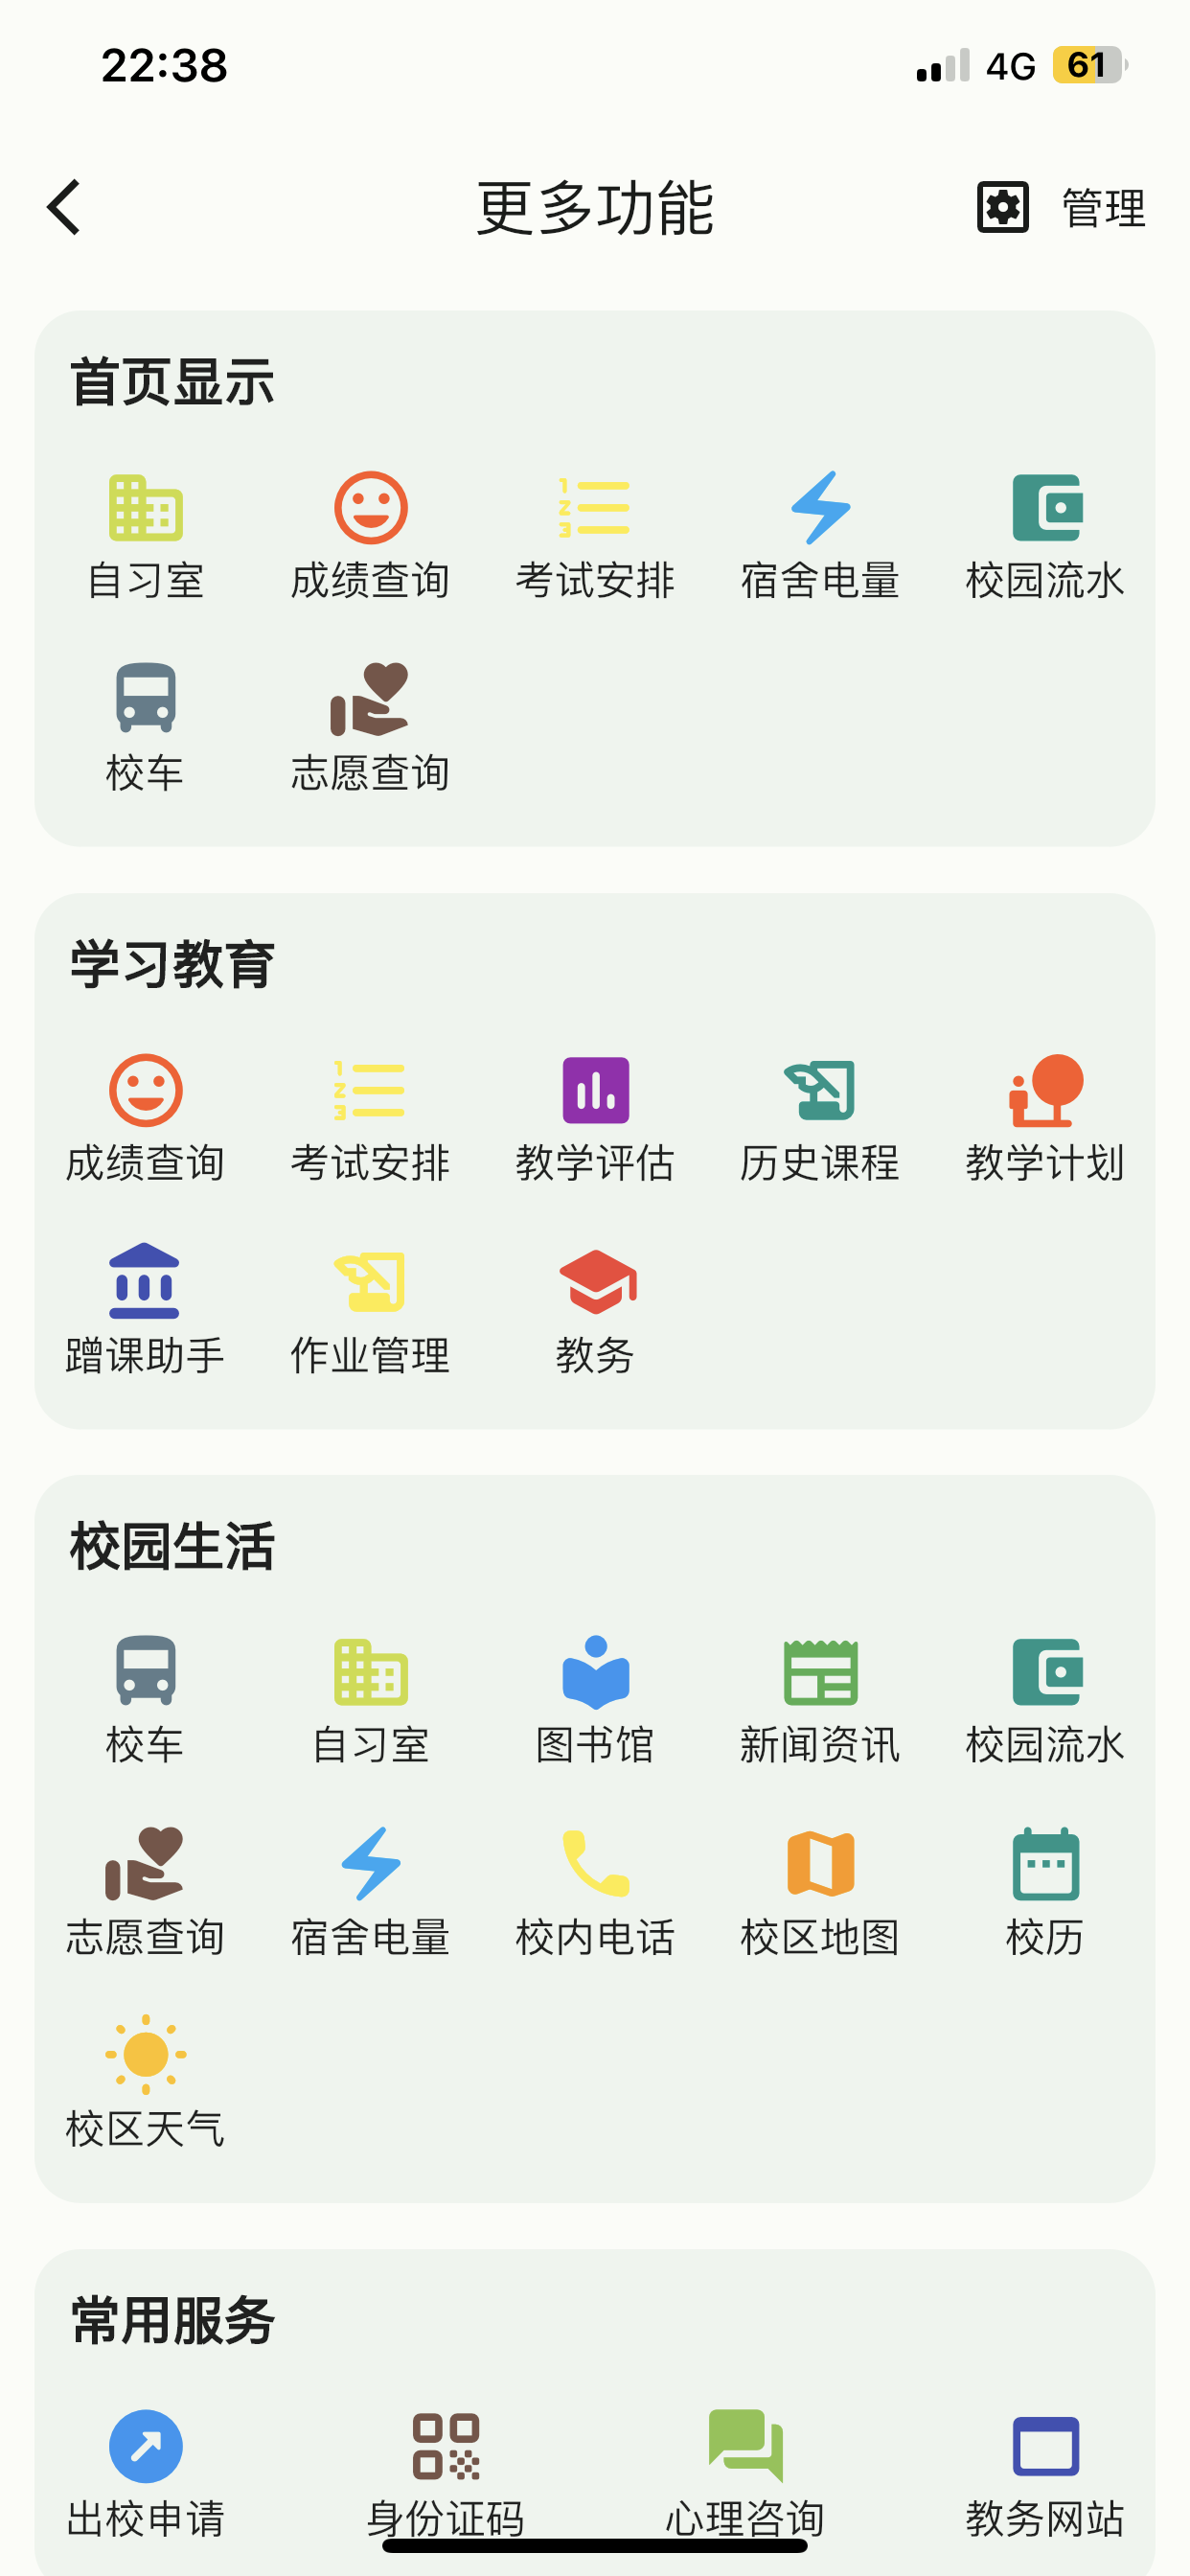 22:38 4G 61
更多功能 管理
首页显示
自习室 成绩查询 考试安排 宿舍电量 校园流水
校车 志愿查询
学习教育
成绩查询 考试安排 教学评估 历史课程 教学计划
蹭课助手 作业管理 教务
校园生活
校车 自习室 图书馆 新闻资讯 校园流水
志愿查询 宿舍电量 校内电话 校区地图 校历
校区天气
常用服务
出校申请 身份证码 心理咨询 教务网站